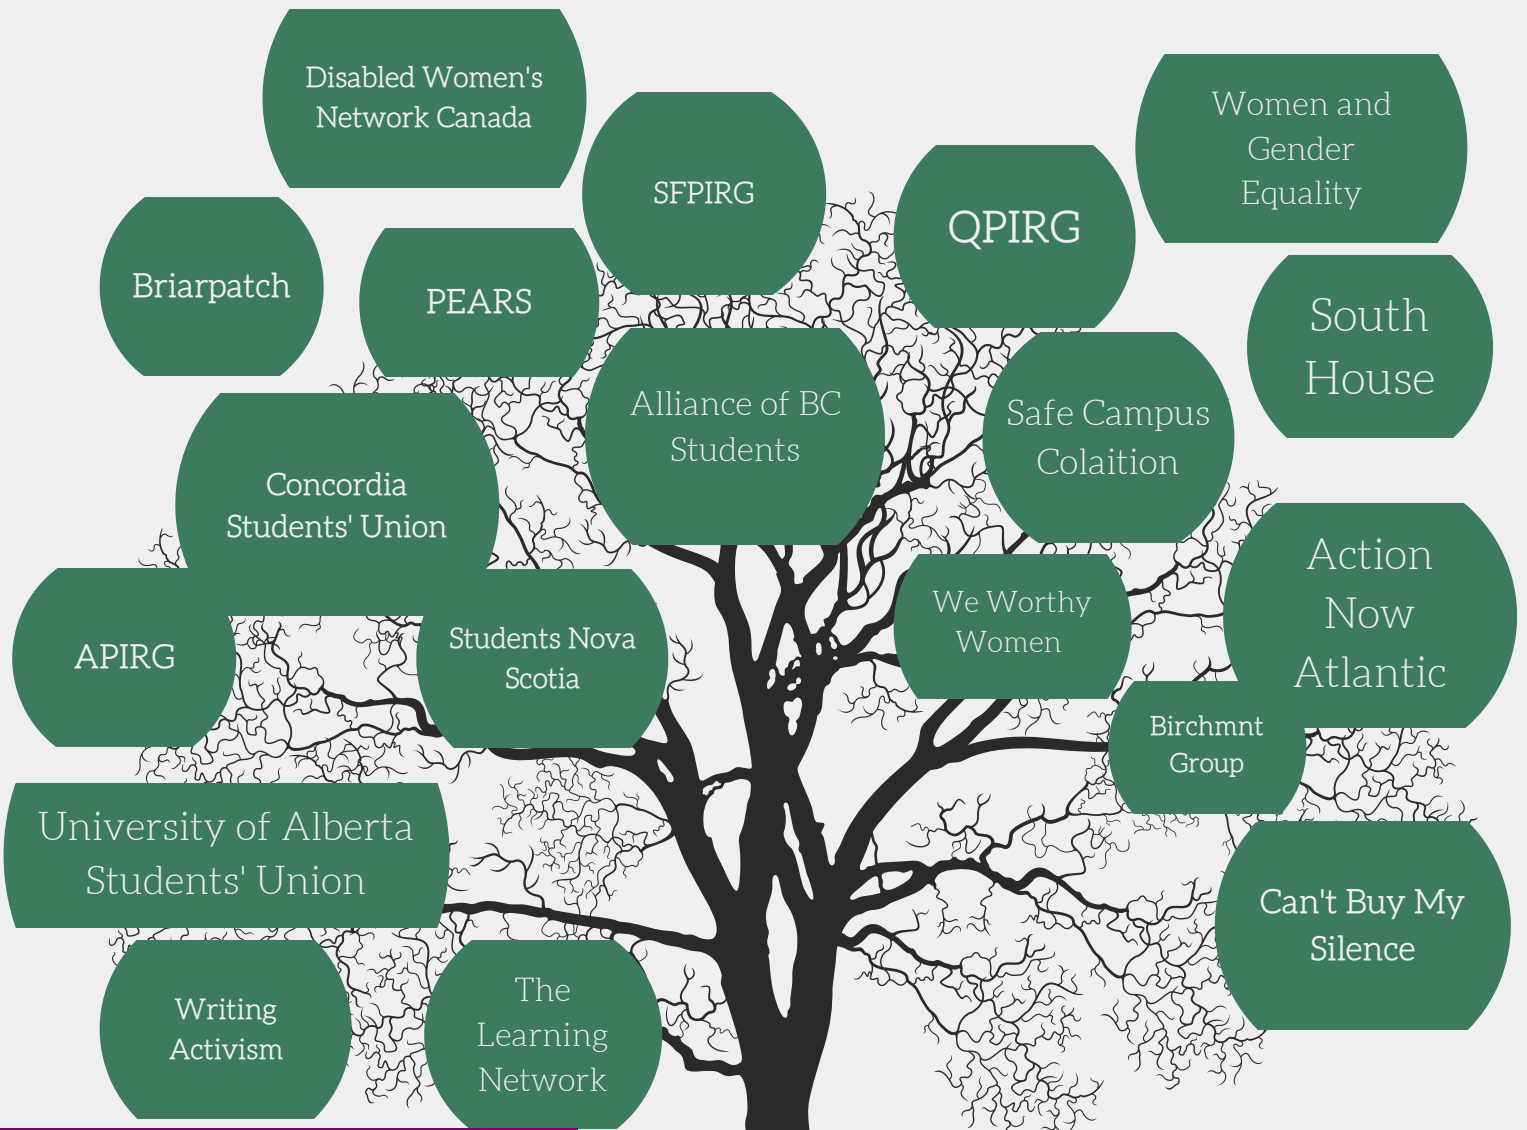 Disabled Women's
Network Canada
SFPIRG
QPIRG
Women and
Gender
Equality
Briarpatch
PEARS
South
House
Alliance of BC
Students
Safe Campus
Colaition
Concordia
Students' Union
Action
Now
Atlantic
APIRG
Students Nova
Scotia
We Worthy
Women
Birchmnt
Group
University of Alberta
Students' Union
Can't Buy My
Silence
Writing
Activism
The
Learning
Network